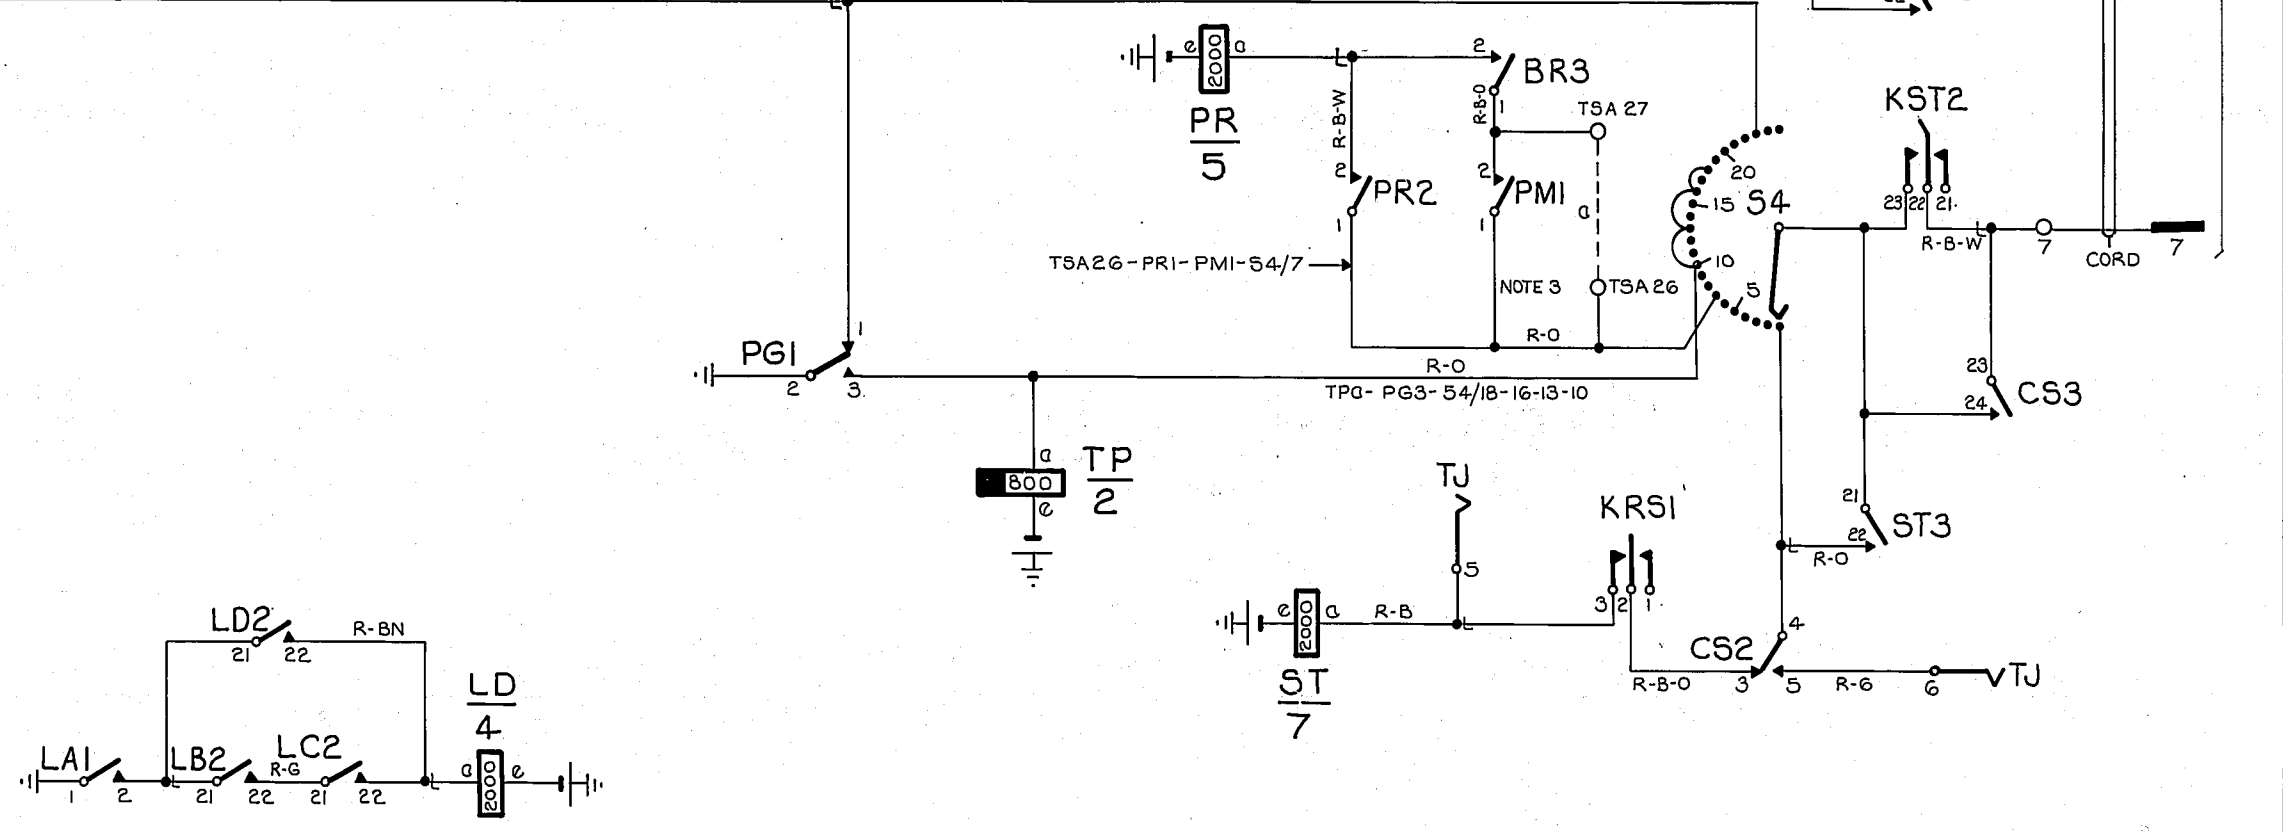 e
2000
a
2
BR3
R-B-W
R-B-O
1
TSA 27
KST2
PR
5
2
PR2
1
2
PM1
1
a
20
15
S4
23
22
21
R-B-W
7
CORD
7
TSA26-PR1-PM1-S4/7
NOTE 3
TSA 26
10
5
PG1
1
2
3
R-O
R-O
TPa- PG3-S4/18-16-13-10
23
24
CS3
a
800
TP
2
e
TJ
5
KRS1
21
22
ST3
R-O
LD2
R-BN
21
22
e
2000
a
R-B
3
2
1
ST
7
4
CS2
R-B-O
3
5
R-G
6
TJ
LD
4
LA1
LB2
LC2
R-G
1
2
21
22
21
22
a
2000
e